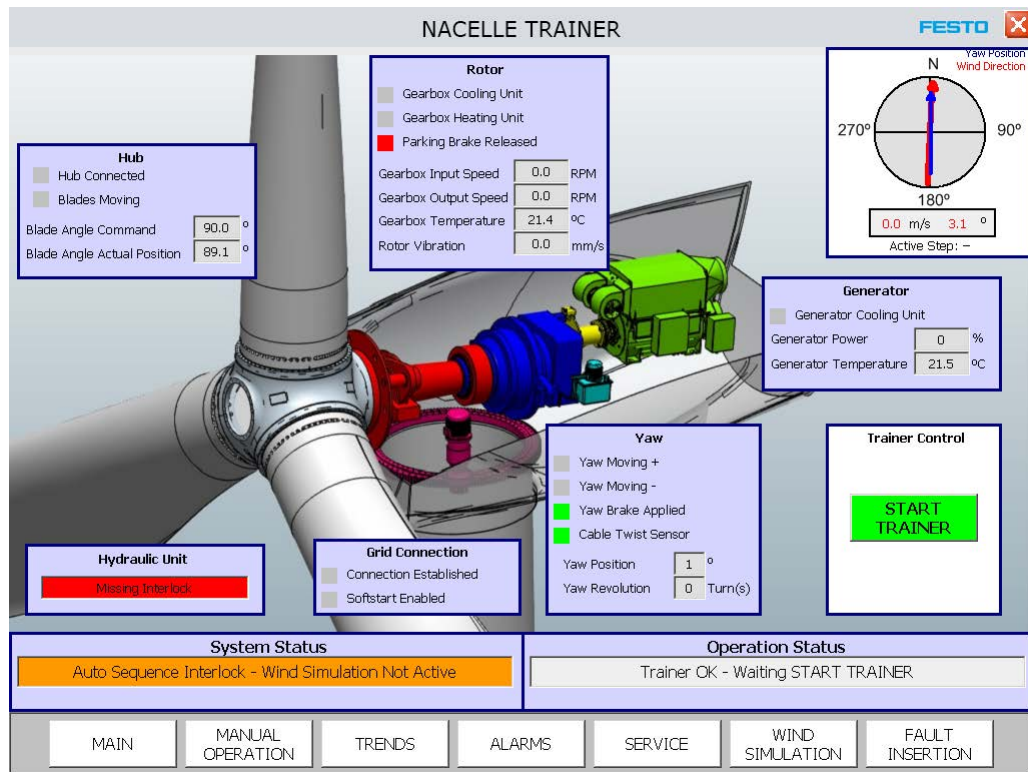 NACELLE TRAINER
FESTO
Hub
Hub Connected
Blades Moving
Blade Angle Command 90.0 º
Blade Angle Actual Position 89.1 º
Rotor
Gearbox Cooling Unit
Gearbox Heating Unit
Parking Brake Released
Gearbox Input Speed 0.0 RPM
Gearbox Output Speed 0.0 RPM
Gearbox Temperature 21.4 ºC
Rotor Vibration 0.0 mm/s
Yaw Position
Wind Direction
N
270º
90º
180º
0.0 m/s 3.1 º
Active Step: –
Generator
Generator Cooling Unit
Generator Power 0 %
Generator Temperature 21.5 ºC
Yaw
Yaw Moving +
Yaw Moving -
Yaw Brake Applied
Cable Twist Sensor
Yaw Position 1 º
Yaw Revolution 0 Turn(s)
Trainer Control
START
TRAINER
Hydraulic Unit
Missing Interlock
Grid Connection
Connection Established
Softstart Enabled
System Status
Auto Sequence Interlock - Wind Simulation Not Active
Operation Status
Trainer OK - Waiting START TRAINER
MAIN
MANUAL
OPERATION
TRENDS
ALARMS
SERVICE
WIND
SIMULATION
FAULT
INSERTION